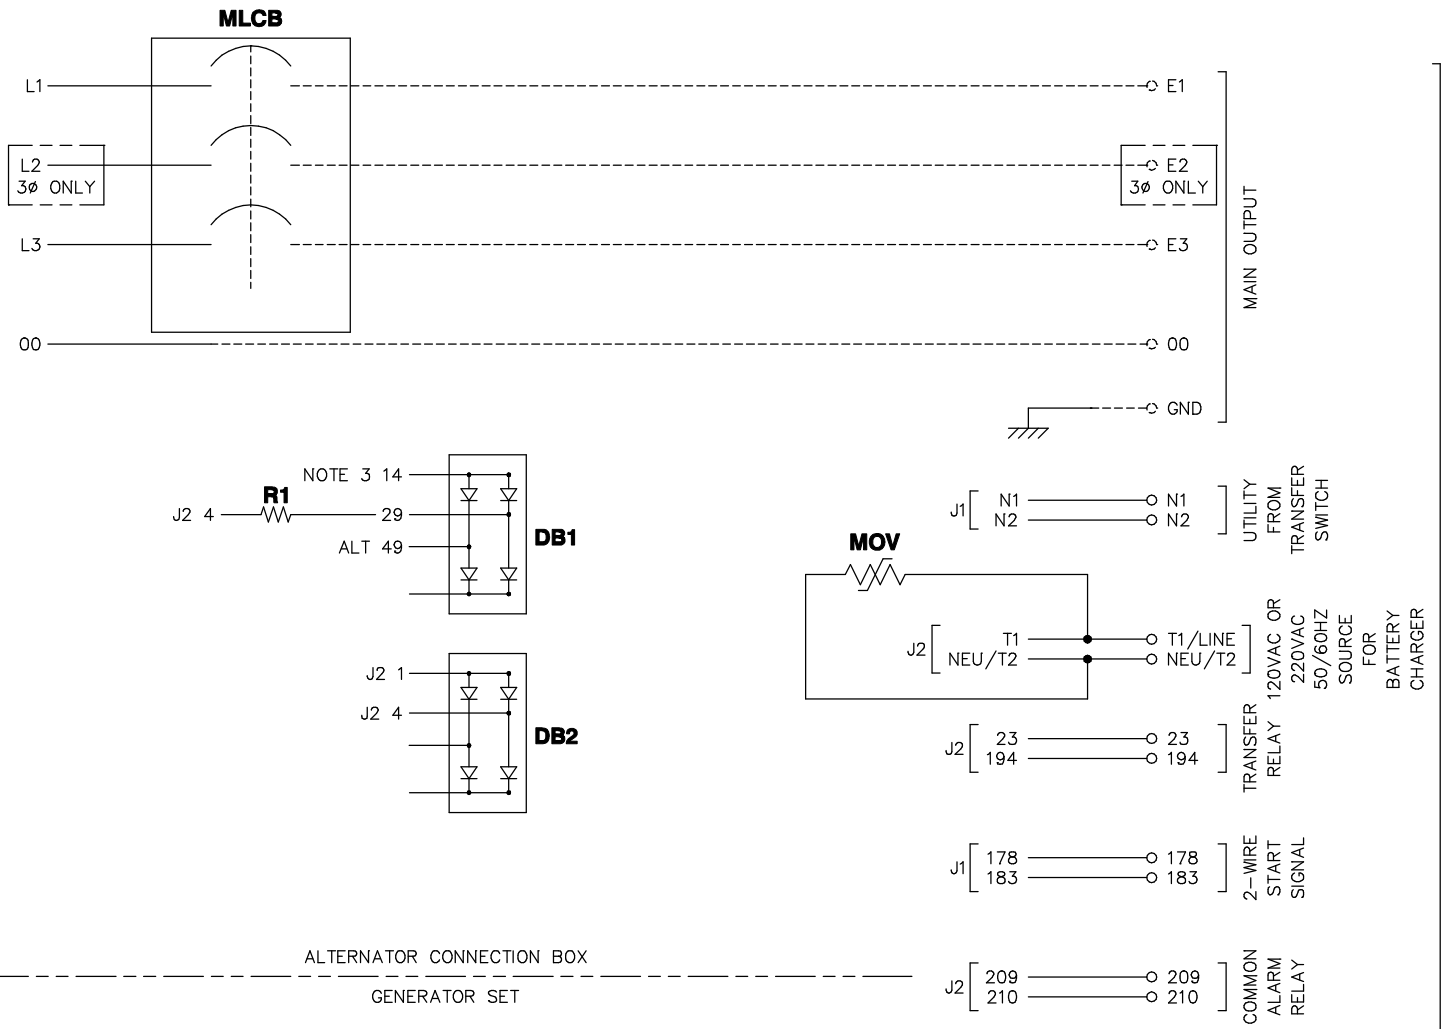 MLCB
L1
E1
L2
3ø ONLY
E2
3ø ONLY
L3
E3
MAIN OUTPUT
00
00
GND
NOTE 3 14
R1
J2 4
29
ALT 49
DB1
J1
N1
N2
N1
N2
UTILITY
FROM
TRANSFER
SWITCH
MOV
J2
T1
NEU/T2
T1/LINE
NEU/T2
120VAC OR
220VAC
50/60HZ
SOURCE
FOR
BATTERY
CHARGER
J2 1
J2 4
DB2
J2
23
194
23
194
TRANSFER
RELAY
J1
178
183
178
183
2-WIRE
START
SIGNAL
ALTERNATOR CONNECTION BOX
GENERATOR SET
J2
209
210
209
210
COMMON
ALARM
RELAY